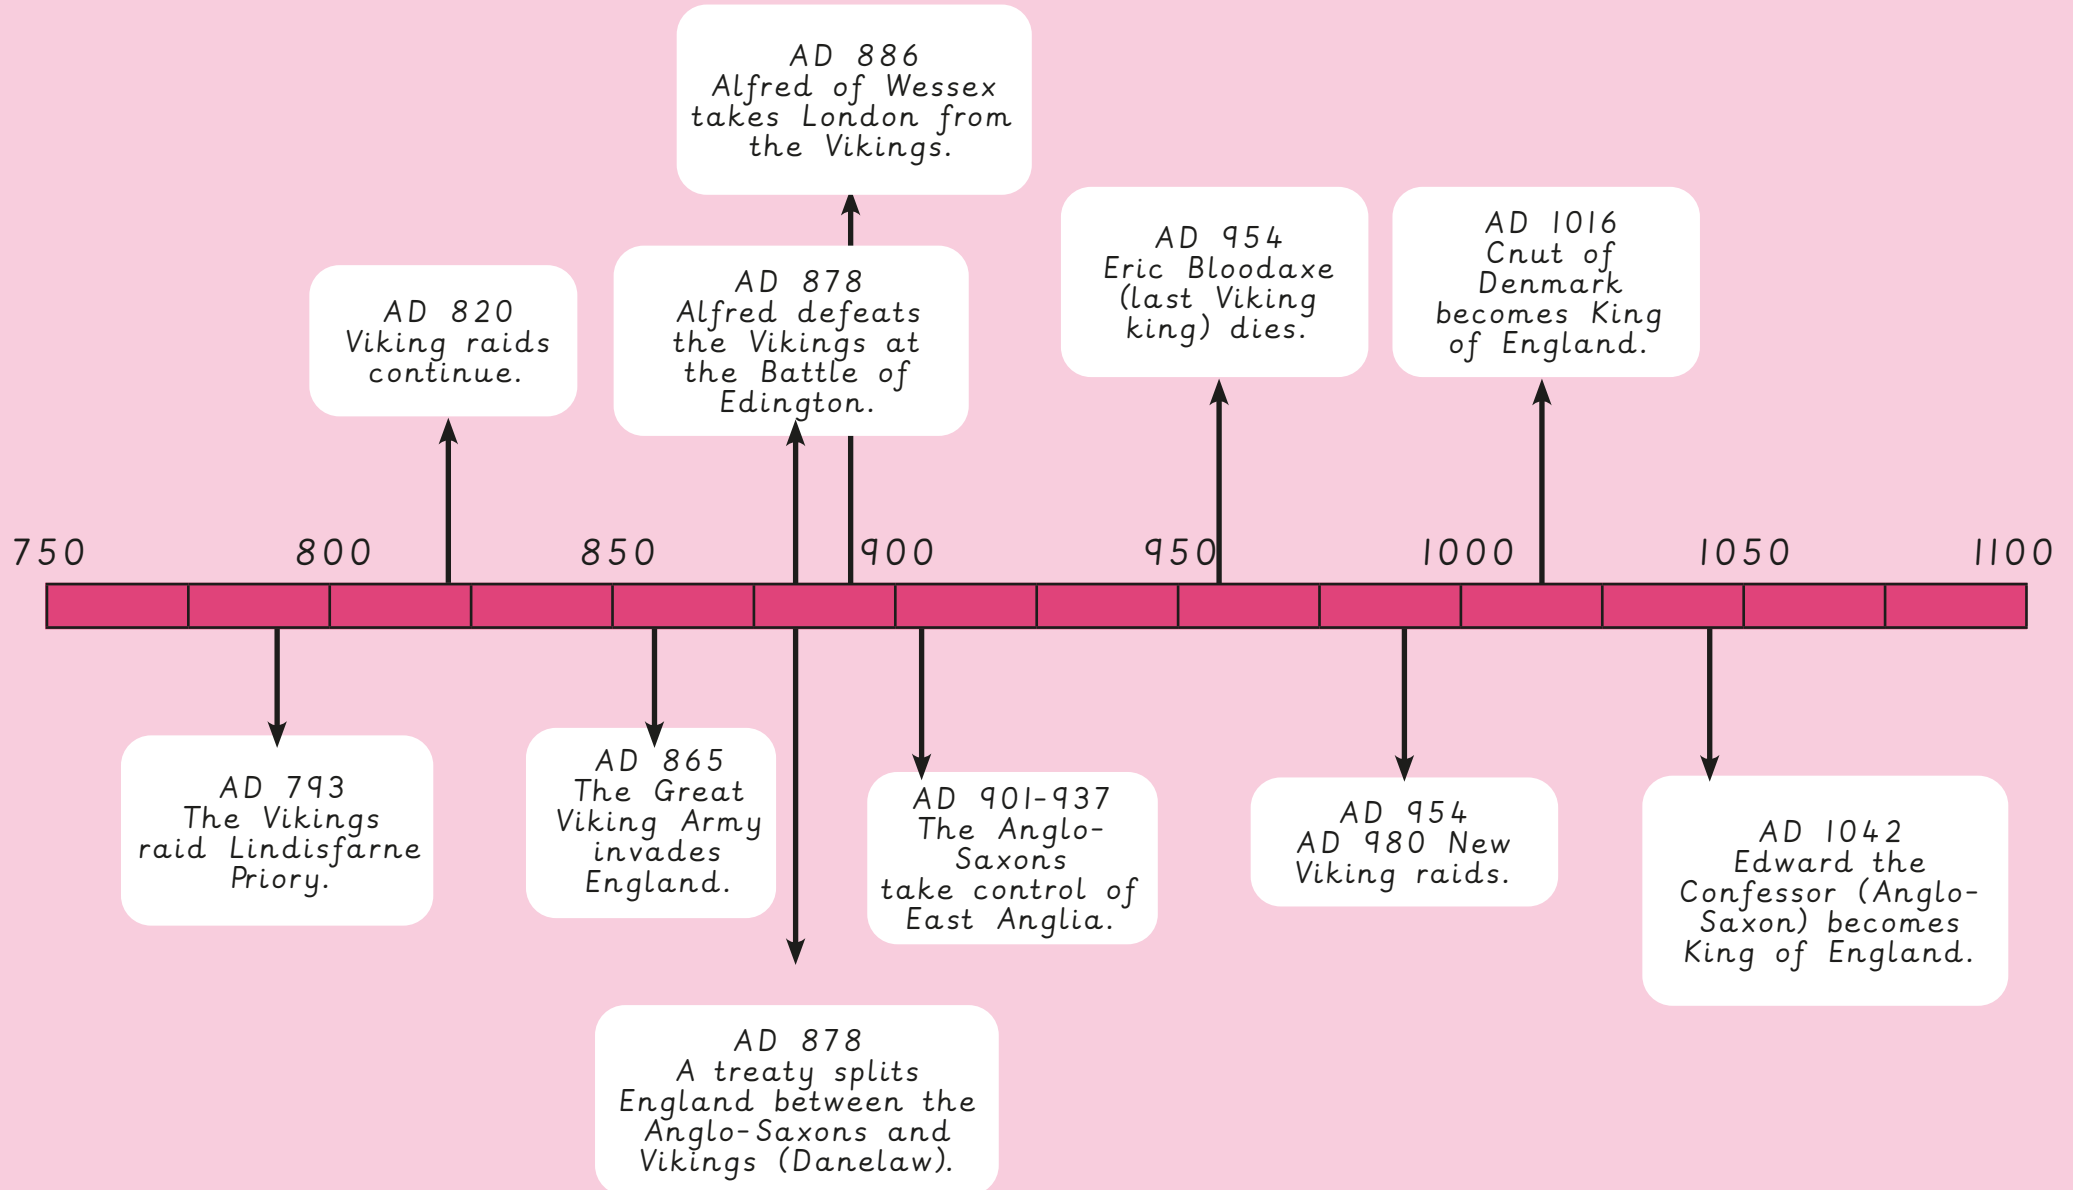 AD 886
Alfred of Wessex
takes London from
the Vikings.
AD 820
Viking raids
continue.
AD 878
Alfred defeats
the Vikings at
the Battle of
Edington.
AD 954
Eric Bloodaxe
(last Viking
king) dies.
AD 1016
Cnut of
Denmark
becomes King
of England.
750 800 850 900 950 1000 1050 1100
AD 793
The Vikings
raid Lindisfarne
Priory.
AD 865
The Great
Viking Army
invades
England.
AD 901-937
The Anglo-
Saxons
take control of
East Anglia.
AD 954
AD 980 New
Viking raids.
AD 1042
Edward the
Confessor (Anglo-
Saxon) becomes
King of England.
AD 878
A treaty splits
England between the
Anglo-Saxons and
Vikings (Danelaw).